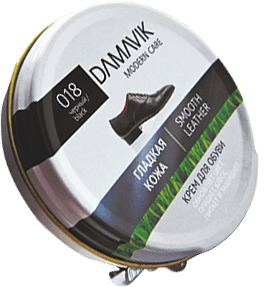 DAMAVIK
MODERN CARE
018
черный/
black
ГЛАДКАЯ
КОЖА
SMOOTH
LEATHER
КРЕМ ДЛЯ ОБУВИ